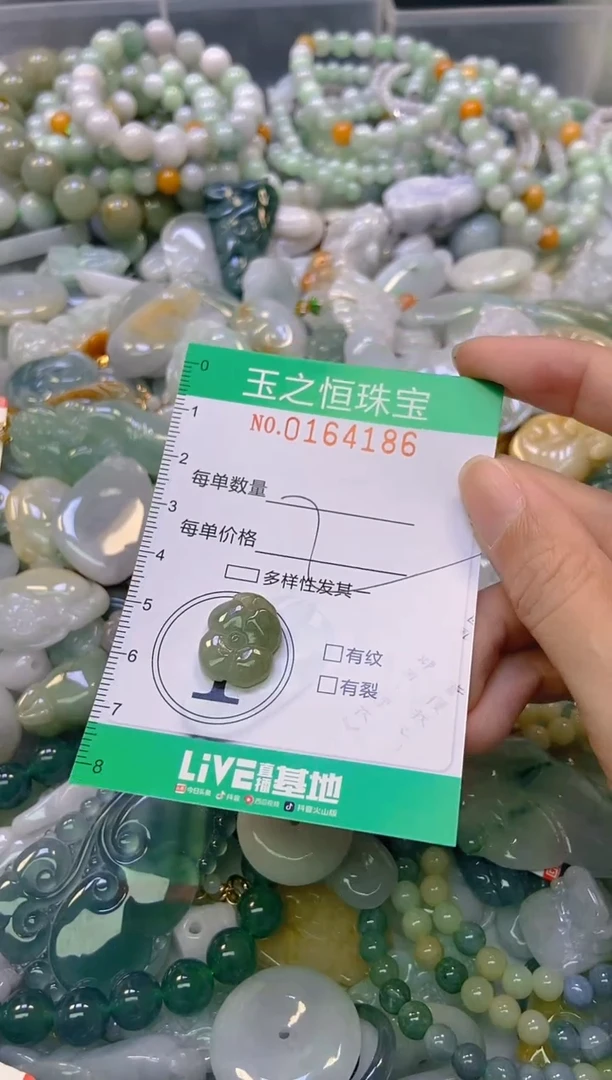 0
玉之恒珠宝
NO.0164186
1
2
每单数量
3
每单价格
4
多样性发其一
5
有纹
6
有裂
7
8
LiVE直播基地
今日头条 抖音 西瓜视频 抖音火山版